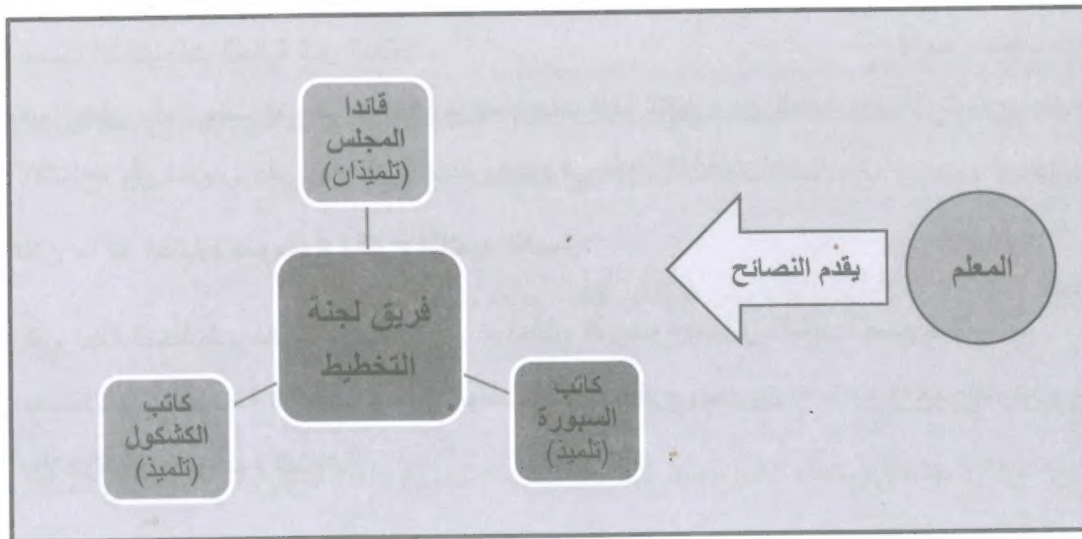 قائدا
المجلس
(تلميذان)
المعلم
يقدم النصائح
فريق لجنة
التخطيط
كاتب
السبورة
(تلميذ)
كاتب
الكشكول
(تلميذ)